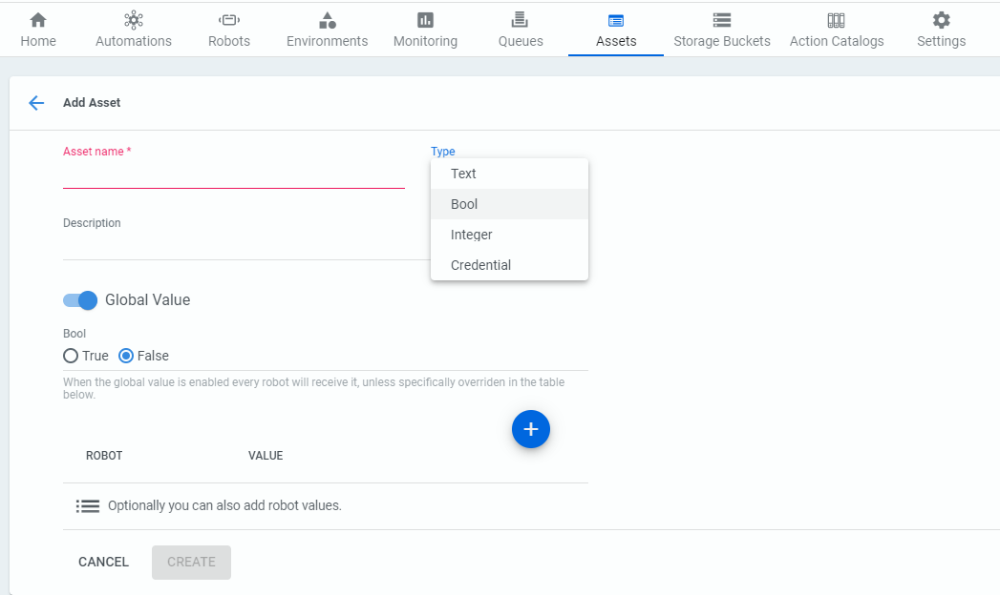 Home
Automations
Robots
Environments
Monitoring
Queues
Assets
Storage Buckets
Action Catalogs
Settings
Add Asset
Asset name *
Type
Text
Bool
Integer
Credential
Description
Global Value
Bool
True
False
When the global value is enabled every robot will receive it, unless specifically overriden in the table
below.
ROBOT
VALUE
Optionally you can also add robot values.
CANCEL
CREATE